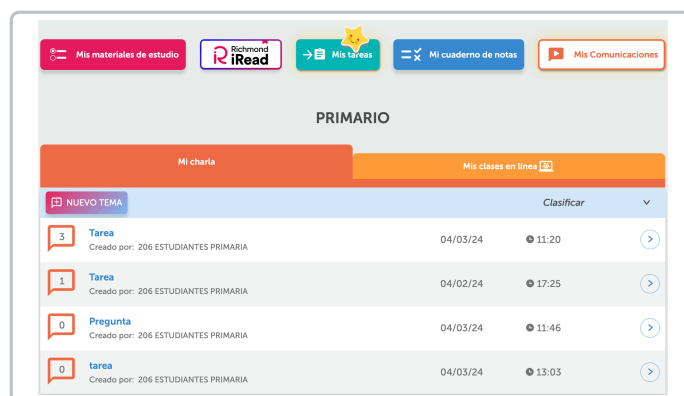 Mis materiales de estudio
Richmond
iRead
Mis tareas
Mi cuaderno de notas
Mis Comunicaciones
PRIMARIO
Mi charla
Mis clases en línea
NUEVO TEMA
Clasificar
3
Tarea
Creado por: 206 ESTUDIANTES PRIMARIA
04/03/24
11:20
1
Tarea
Creado por: 206 ESTUDIANTES PRIMARIA
04/02/24
17:25
0
Pregunta
Creado por: 206 ESTUDIANTES PRIMARIA
04/03/24
11:46
0
tarea
Creado por: 206 ESTUDIANTES PRIMARIA
04/03/24
13:03